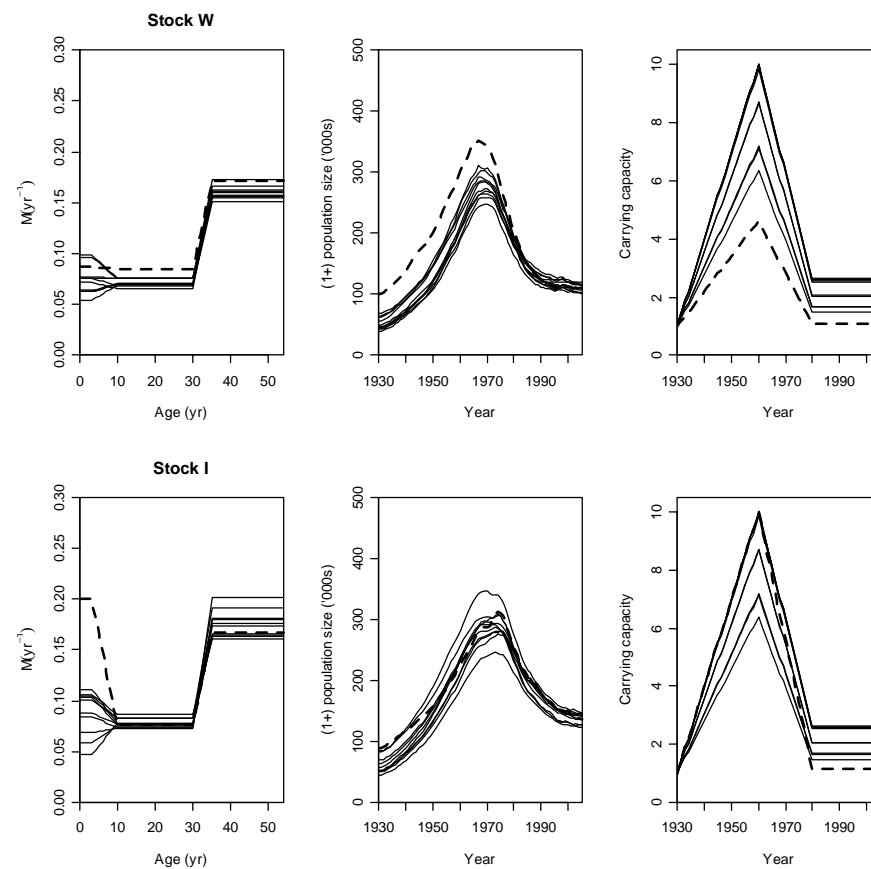 Stock W
M(yr⁻¹)
0.00 0.05 0.10 0.15 0.20 0.25 0.30
0 10 20 30 40 50
Age (yr)
(1+) population size ('000s)
0 100 200 300 400 500
1930 1950 1970 1990
Year
Carrying capacity
0 2 4 6 8 10
1930 1950 1970 1990
Year
Stock I
M(yr⁻¹)
0.00 0.05 0.10 0.15 0.20 0.25 0.30
0 10 20 30 40 50
Age (yr)
(1+) population size ('000s)
0 100 200 300 400 500
1930 1950 1970 1990
Year
Carrying capacity
0 2 4 6 8 10
1930 1950 1970 1990
Year